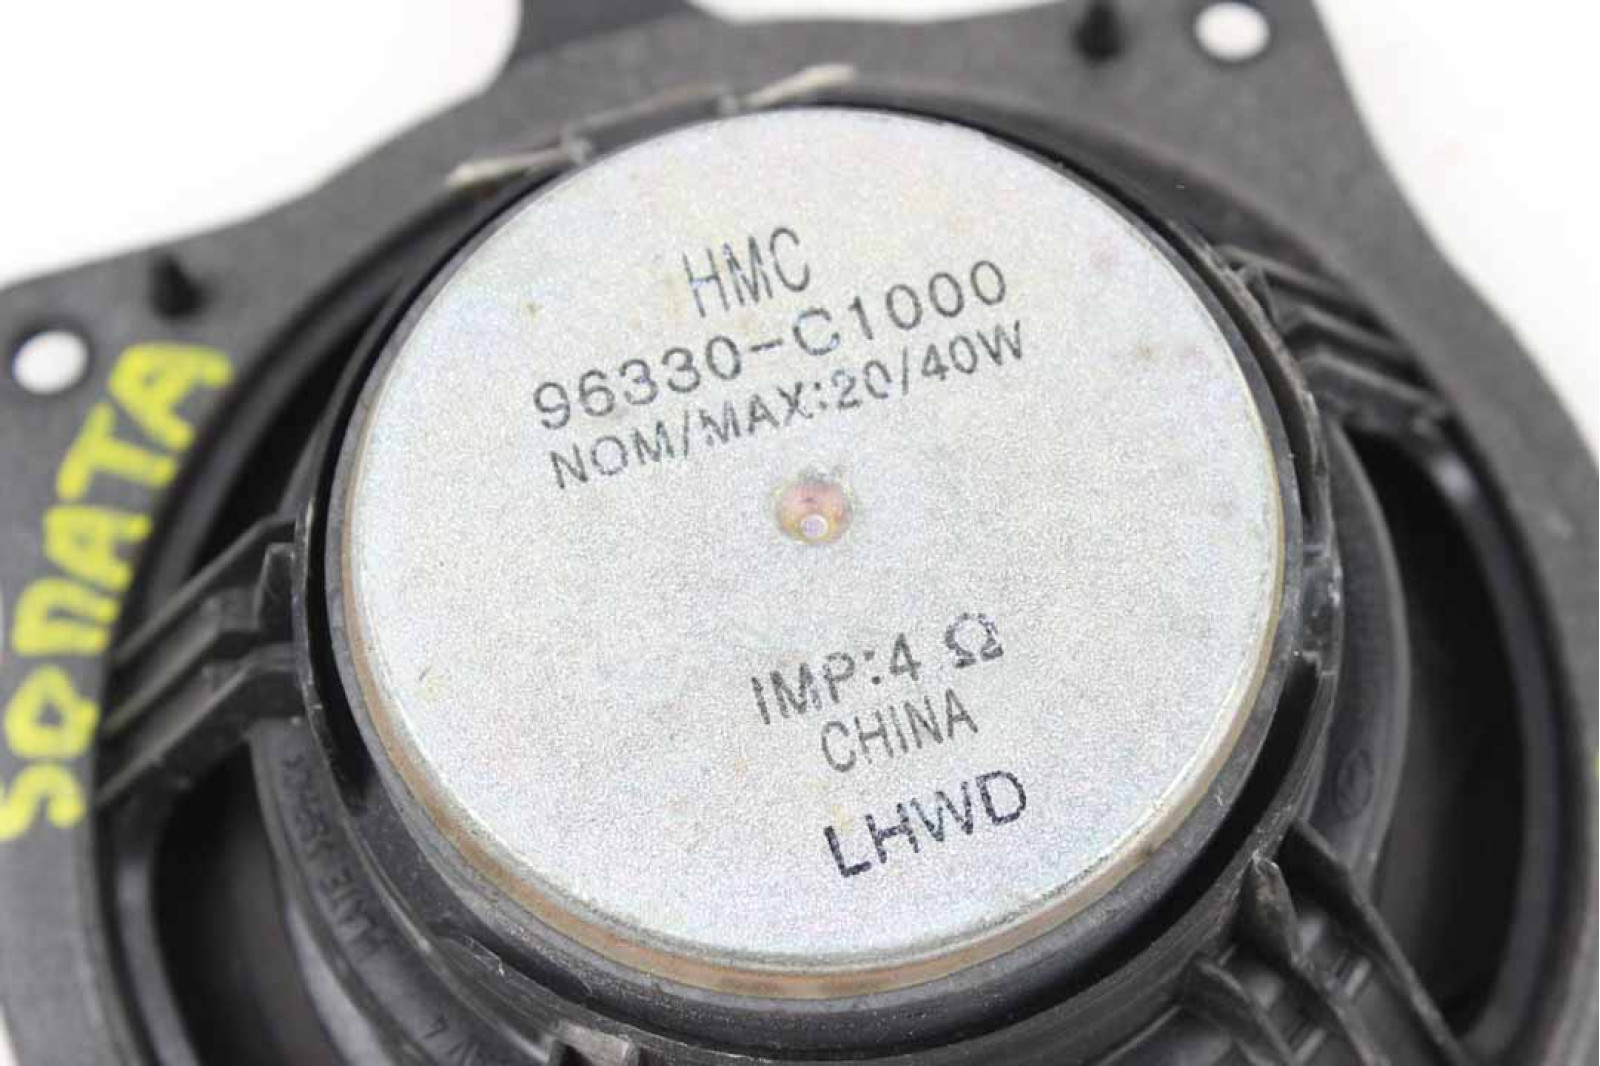 HMC
96330-C1000
NOM/MAX:20/40W
IMP:4 Ω
CHINA
LHWD
SONATA